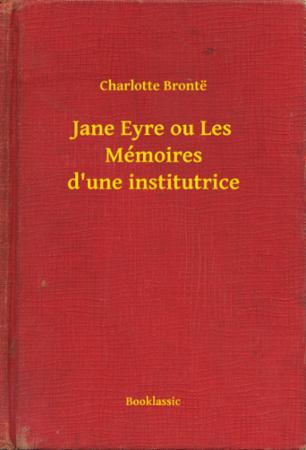 Charlotte Brontë
Jane Eyre ou Les
Mémoires
d'une institutrice
Booklassic